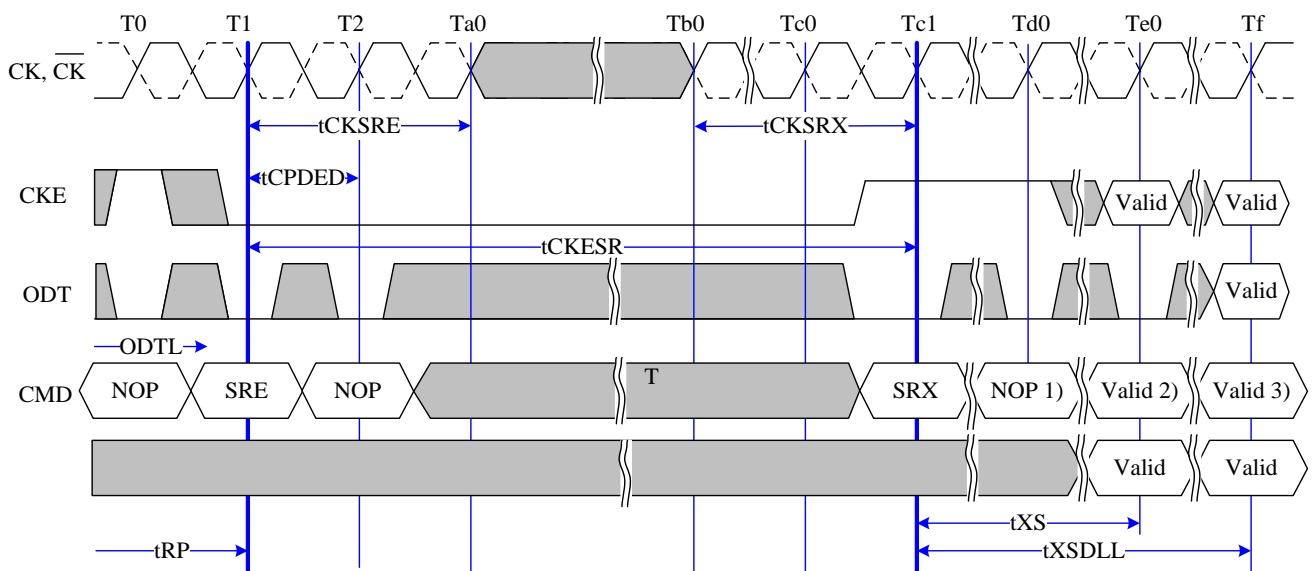 T0 T1 T2 Ta0 Tb0 Tc0 Tc1 Td0 Te0 Tf
CK, CK
tCKSRE tCKSRX
tCPDED
CKE Valid Valid
tCKESR
ODT Valid
ODTL
T
CMD NOP SRE NOP SRX NOP 1) Valid 2) Valid 3)
Valid Valid
tXS
tRP tXSDLL